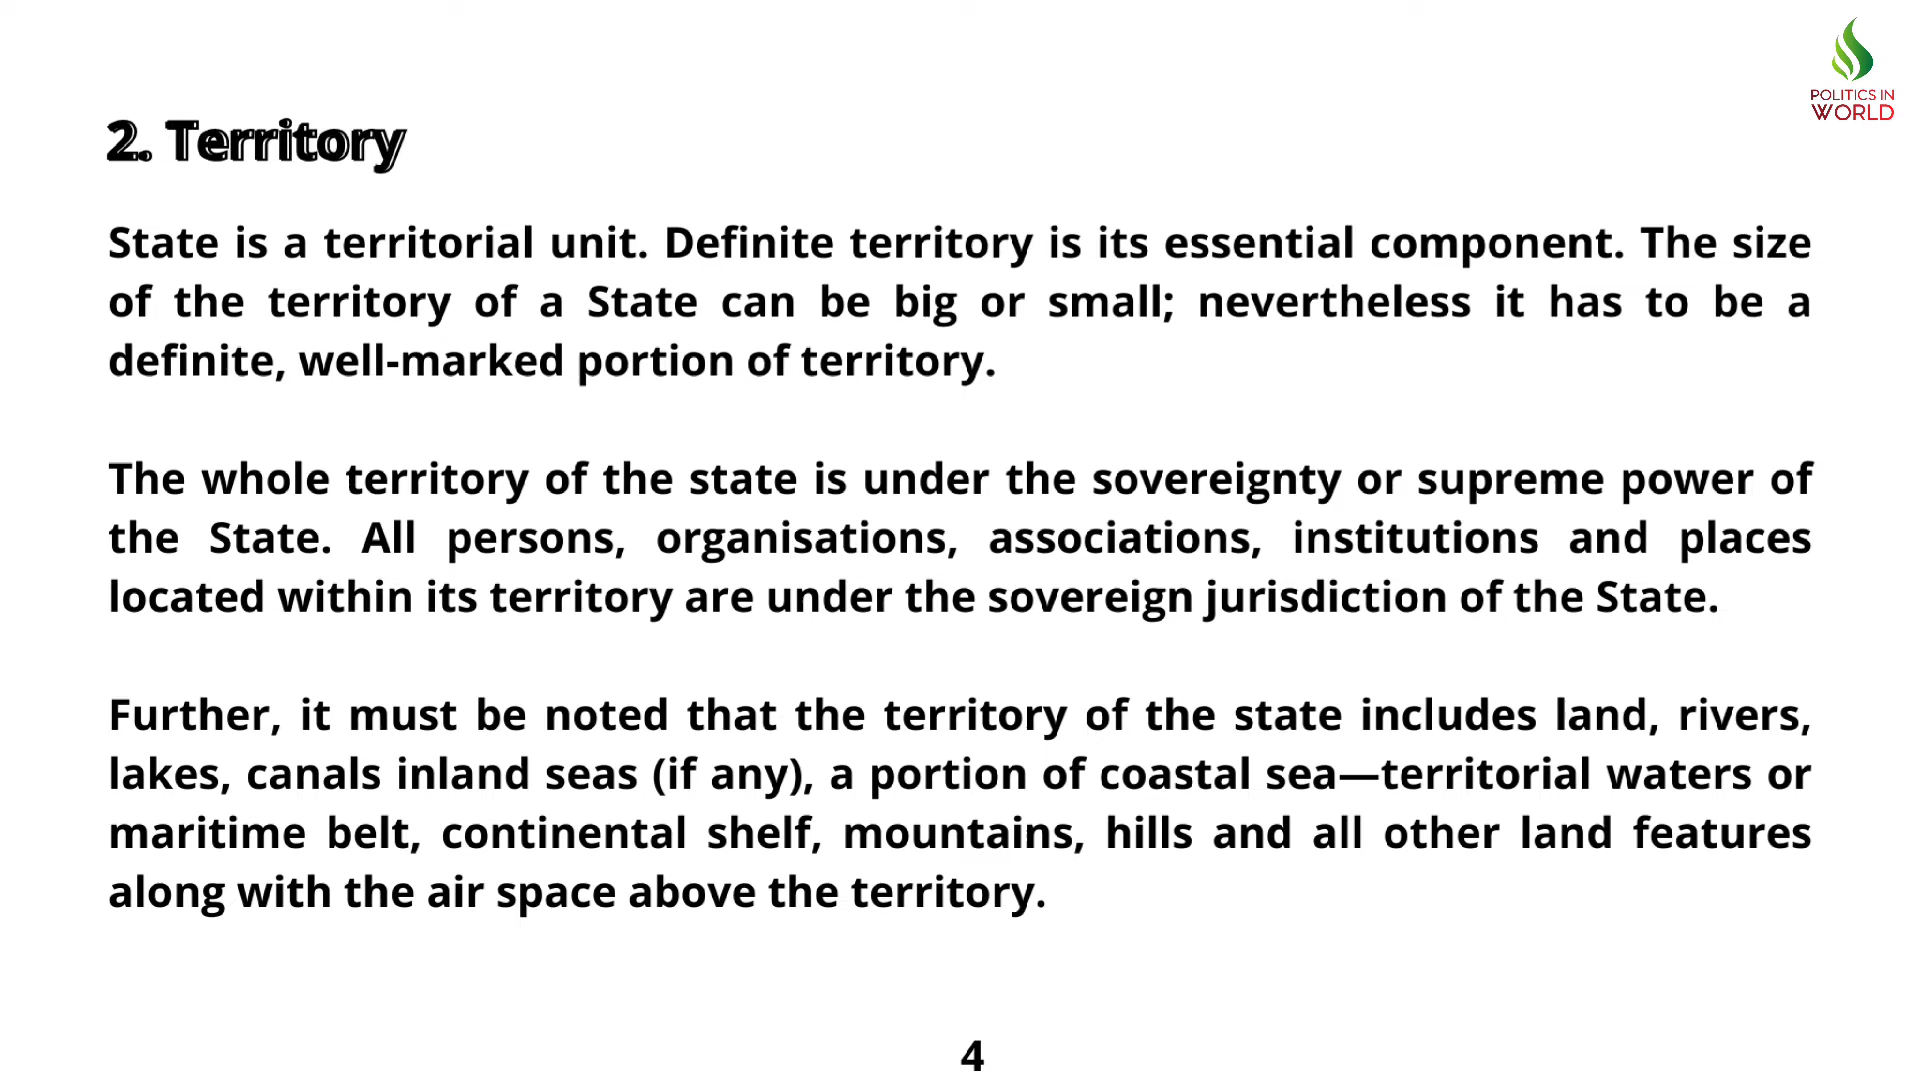 POLITICS IN
WORLD
2. Territory
State is a territorial unit. Definite territory is its essential component. The size
of the territory of a State can be big or small; nevertheless it has to be a
definite, well-marked portion of territory.
The whole territory of the state is under the sovereignty or supreme power of
the State. All persons, organisations, associations, institutions and places
located within its territory are under the sovereign jurisdiction of the State.
Further, it must be noted that the territory of the state includes land, rivers,
lakes, canals inland seas (if any), a portion of coastal sea—territorial waters or
maritime belt, continental shelf, mountains, hills and all other land features
along with the air space above the territory.
4